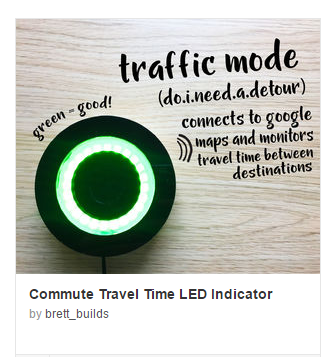 traffic mode
(do.i.need.a.detour)
green = good!
connects to google
maps and monitors
travel time between
destinations
Commute Travel Time LED Indicator
by brett_builds